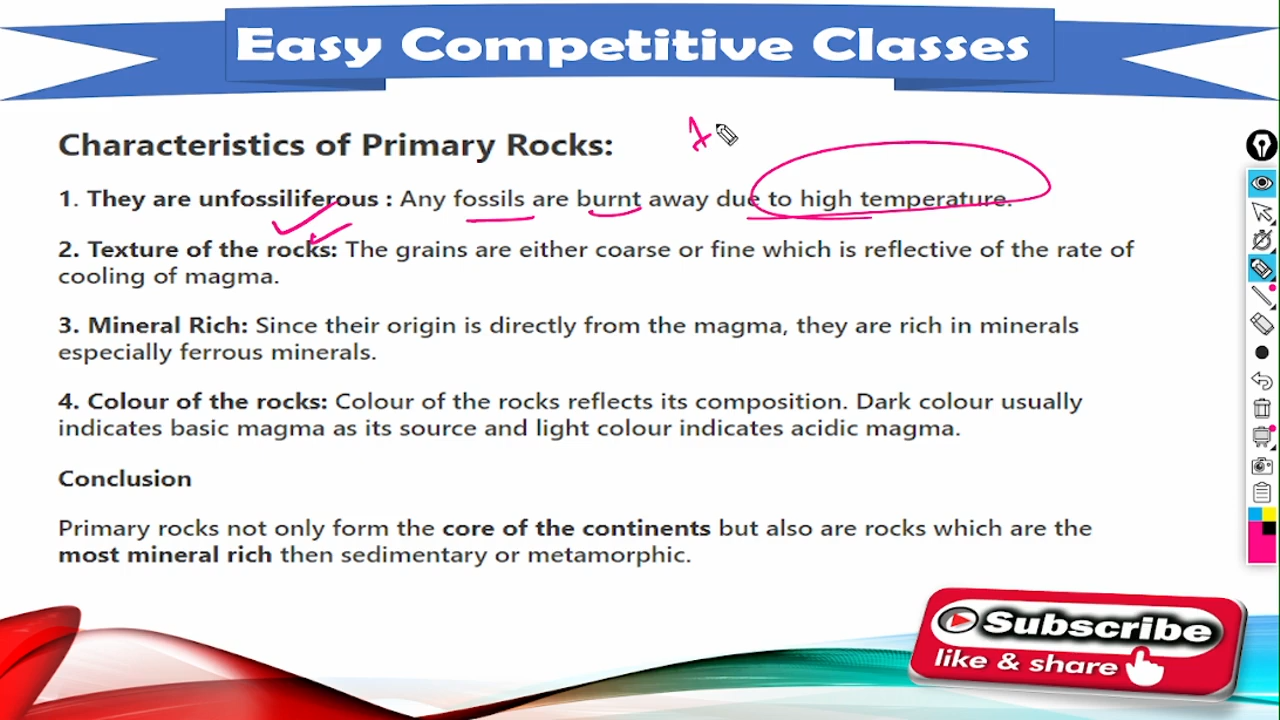 Easy Competitive Classes
Characteristics of Primary Rocks:
1. They are unfossiliferous : Any fossils are burnt away due to high temperature.
2. Texture of the rocks: The grains are either coarse or fine which is reflective of the rate of
cooling of magma.
3. Mineral Rich: Since their origin is directly from the magma, they are rich in minerals
especially ferrous minerals.
4. Colour of the rocks: Colour of the rocks reflects its composition. Dark colour usually
indicates basic magma as its source and light colour indicates acidic magma.
Conclusion
Primary rocks not only form the core of the continents but also are rocks which are the
most mineral rich then sedimentary or metamorphic.
Subscribe
like & share